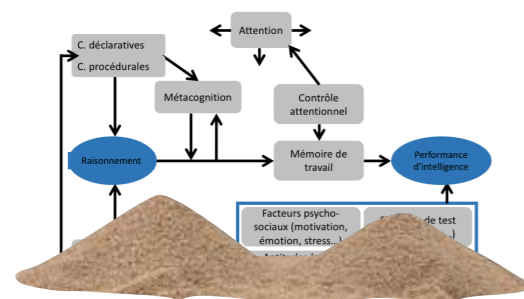 Attention
C. déclaratives
C. procédurales
Métacognition
Contrôle
attentionnel
Raisonnement
Mémoire de
travail
Performance
d'intelligence
Facteurs psycho-
sociaux (motivation,
émotion, stress...)
de test